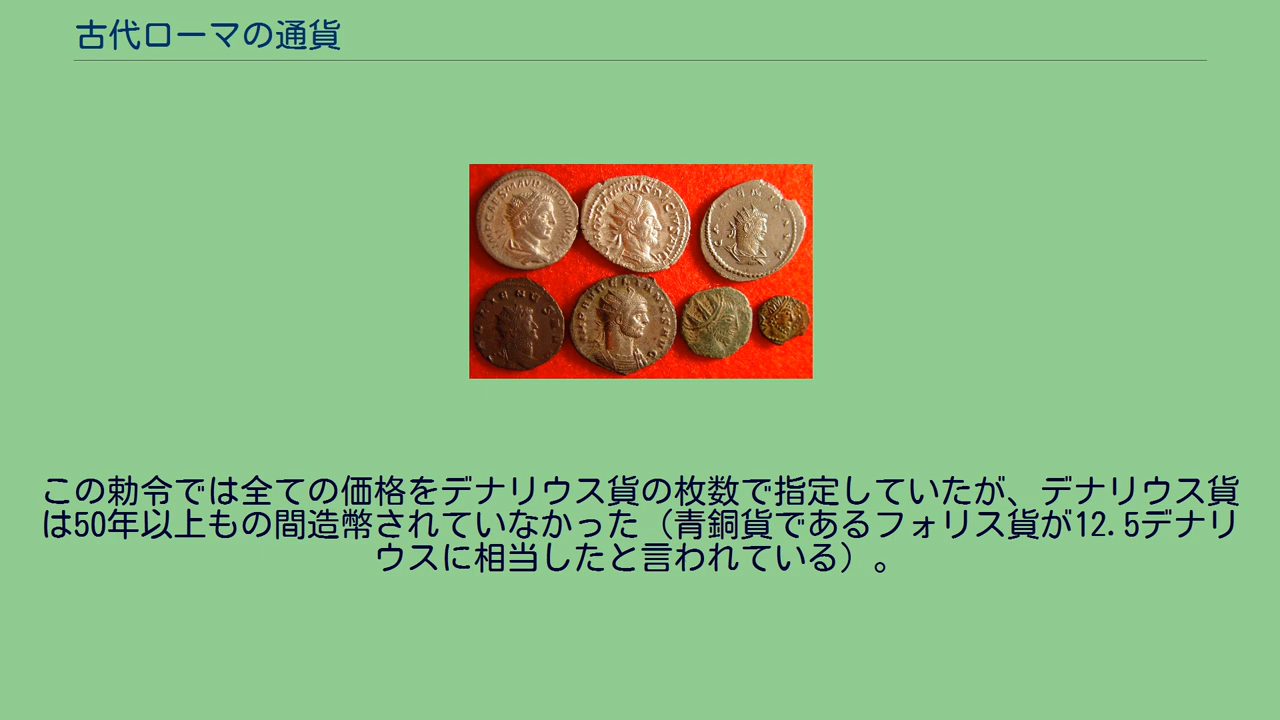 古代ローマの通貨
この勅令では全ての価格をデナリウス貨の枚数で指定していたが、デナリウス貨
は50年以上もの間造幣されていなかった（青銅貨であるフォリス貨が12.5デナリ
ウスに相当したと言われている）。